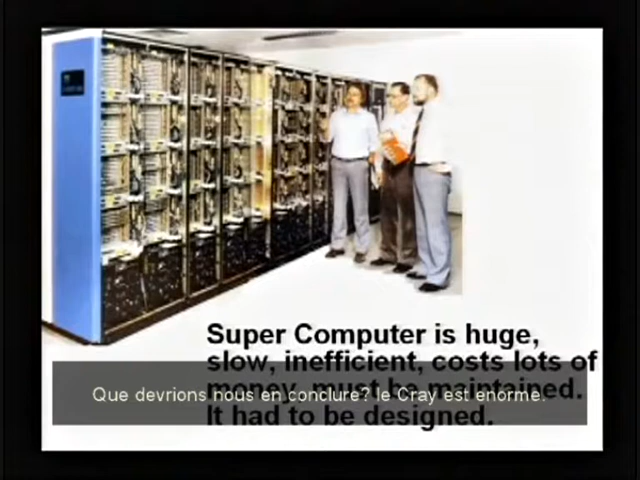 Super Computer is huge,
slow, inefficient, costs lots of
money, must be maintained.
It had to be designed.
Que devrions nous en conclure? le Cray est enorme.